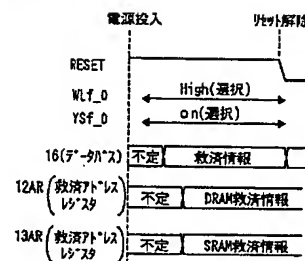 電源投入
リセット解除
RESET
WLf_0
High(選択)
YSf_0
on(選択)
16(データバス)
不定
救済情報
12AR(救済アドレスレジスタ)
不定
DRAM救済情報
13AR(救済アドレスレジスタ)
不定
SRAM救済情報